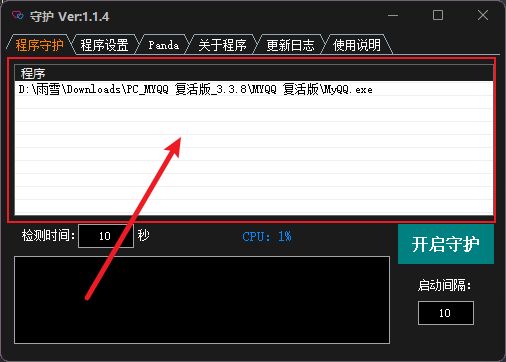 守护 Ver:1.1.4
程序守护 程序设置 Panda 关于程序 更新日志 使用说明
程序
D:\雨雪\Downloads\PC_MYQQ 复活版_3.3.8\MYQQ 复活版\MyQQ.exe
检测时间: 10 秒 CPU: 1% 开启守护
启动间隔:
10